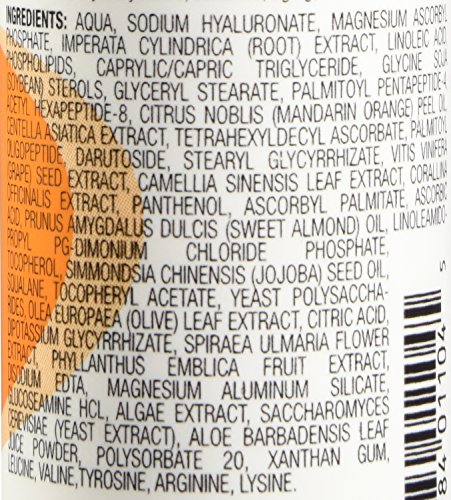 INGREDIENTS: AQUA, SODIUM HYALURONATE, MAGNESIUM ASCORBYL
PHOSPHATE, IMPERATA CYLINDRICA (ROOT) EXTRACT, LINOLEIC ACID,
PHOSPHOLIPIDS, CAPRYLIC/CAPRIC TRIGLYCERIDE, GLYCINE SOJA
(SOYBEAN) STEROLS, GLYCERYL STEARATE, PALMITOYL PENTAPEPTIDE-4
ACETYL HEXAPEPTIDE-8, CITRUS NOBLIS (MANDARIN ORANGE) PEEL OIL,
CENTELLA ASIATICA EXTRACT, TETRAHEXYLDECYL ASCORBATE, PALMITOYL
OLIGOPEPTIDE, DARUTOSIDE, STEARYL GLYCYRRHIZATE, VITIS VINIFERA
(GRAPE) SEED EXTRACT, CAMELLIA SINENSIS LEAF EXTRACT, CORALLINA
OFFICINALIS EXTRACT, PANTHENOL, ASCORBYL PALMITATE, ASCORBIC
ACID, PRUNUS AMYGDALUS DULCIS (SWEET ALMOND) OIL, LINOLEAMIDO-
PROPYL PG-DIMONIUM CHLORIDE PHOSPHATE,
TOCOPHEROL, SIMMONDSIA CHINENSIS (JOJOBA) SEED OIL,
SQUALANE, TOCOPHERYL ACETATE, YEAST POLYSACCHA-
RIDES, OLEA EUROPAEA (OLIVE) LEAF EXTRACT, CITRIC ACID,
DIPOTASSIUM GLYCYRRHIZATE, SPIRAEA ULMARIA FLOWER
EXTRACT, PHYLLANTHUS EMBLICA FRUIT EXTRACT,
DISODIUM EDTA, MAGNESIUM ALUMINUM SILICATE,
GLUCOSEAMINE HCL, ALGAE EXTRACT, SACCHAROMYCES
CEREVISIAE (YEAST EXTRACT), ALOE BARBADENSIS LEAF
JUICE POWDER, POLYSORBATE 20, XANTHAN GUM,
LEUCINE, VALINE,TYROSINE, ARGININE, LYSINE.
8401104 5